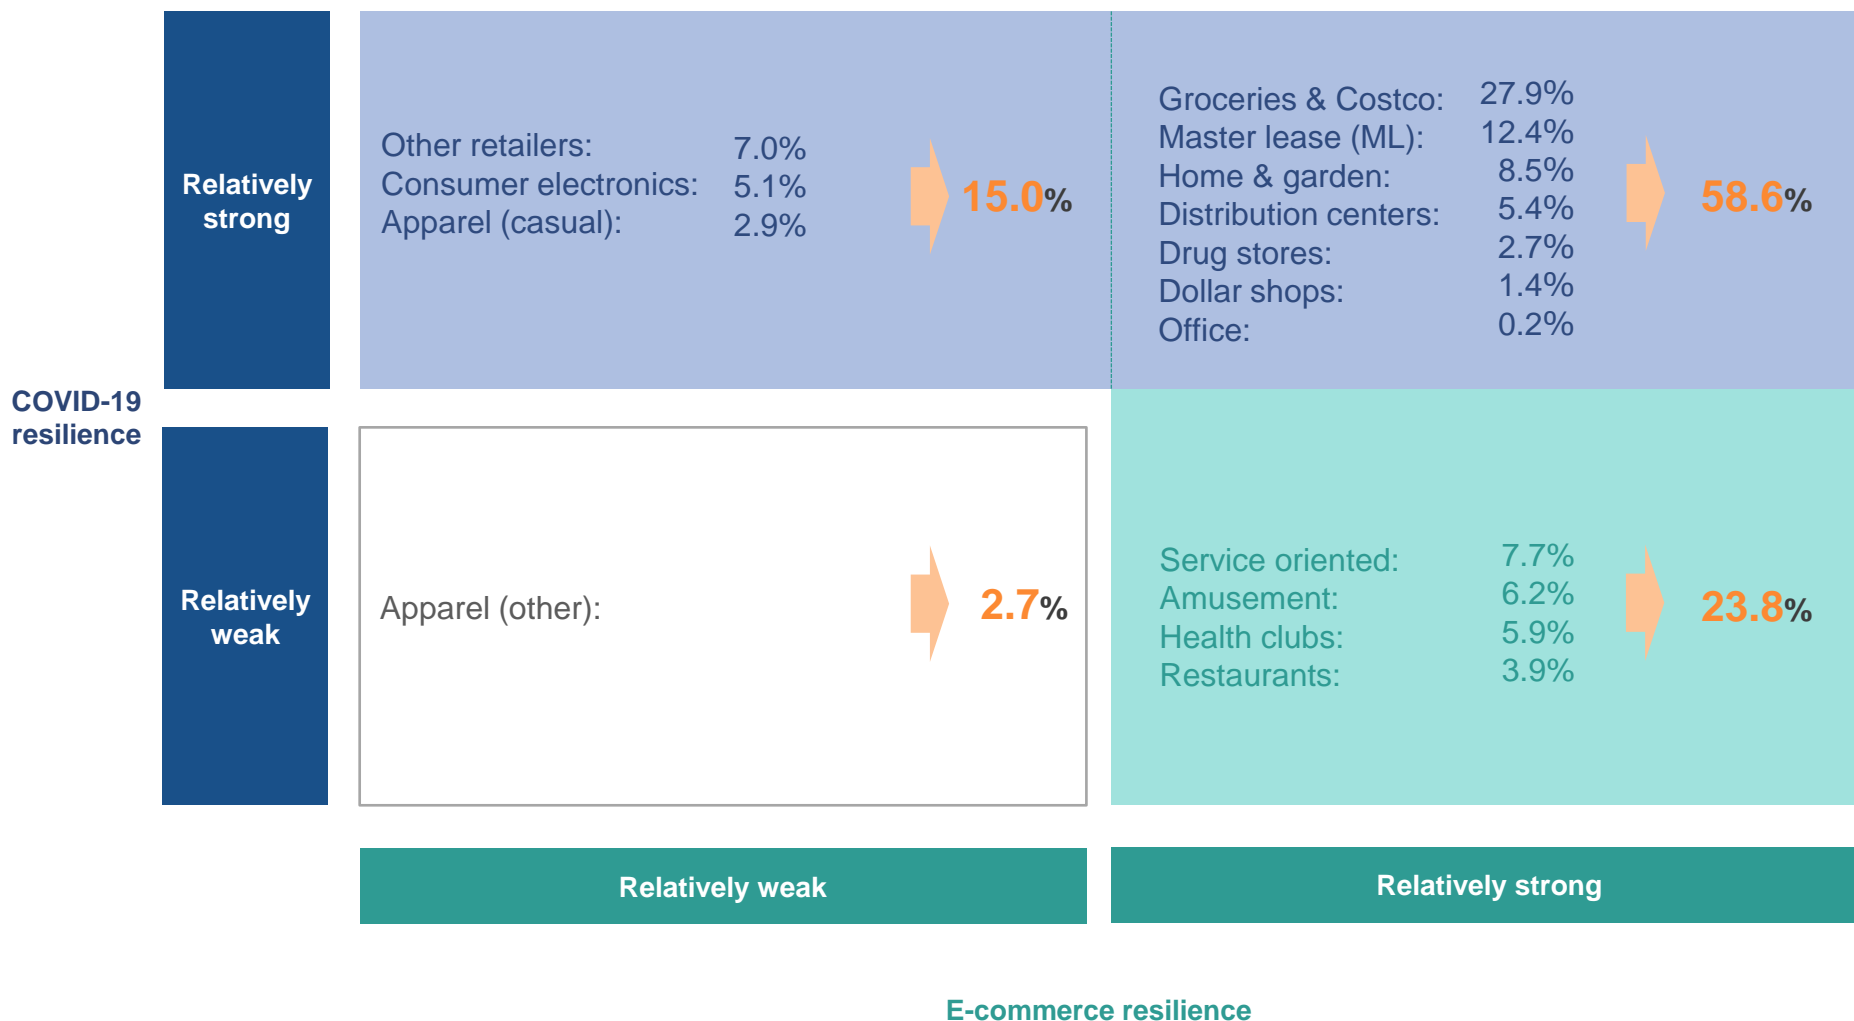 Relatively
strong
Other retailers: 7.0%
Consumer electronics: 5.1%
Apparel (casual): 2.9%
15.0%
Groceries & Costco: 27.9%
Master lease (ML): 12.4%
Home & garden: 8.5%
Distribution centers: 5.4%
Drug stores: 2.7%
Dollar shops: 1.4%
Office: 0.2%
58.6%
COVID-19
resilience
Relatively
weak
Apparel (other):
2.7%
Service oriented: 7.7%
Amusement: 6.2%
Health clubs: 5.9%
Restaurants: 3.9%
23.8%
Relatively weak
Relatively strong
E-commerce resilience